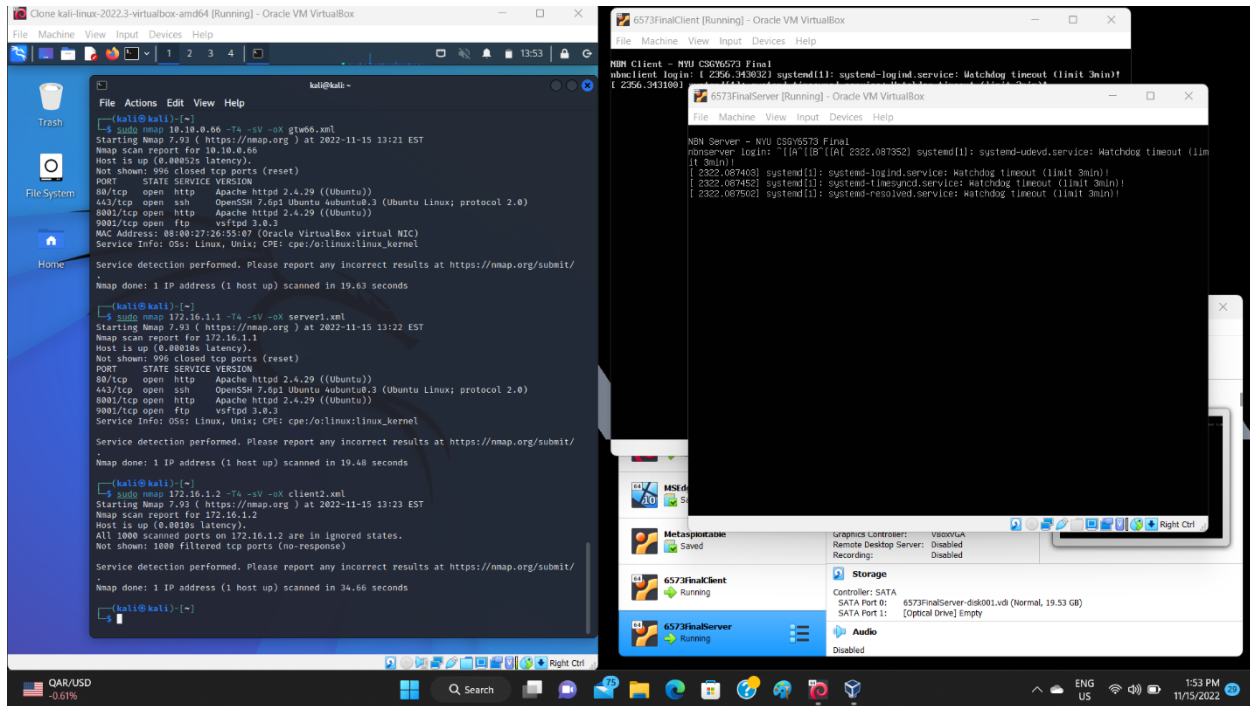 Clone kali-linux-2022.3-virtualbox-amd64 [Running] - Oracle VM VirtualBox
File Machine View Input Devices Help
1 2 3 4
13:53
Trash
File System
Home
kali@kali: ~
File Actions Edit View Help
(kali㉿kali)-[~]
$ sudo nmap 10.10.0.66 -T4 -sV -oX gtw66.xml
Starting Nmap 7.93 ( https://nmap.org ) at 2022-11-15 13:21 EST
Nmap scan report for 10.10.0.66
Host is up (0.00052s latency).
Not shown: 996 closed tcp ports (reset)
PORT STATE SERVICE VERSION
80/tcp open http Apache httpd 2.4.29 ((Ubuntu))
443/tcp open ssh OpenSSH 7.6p1 Ubuntu 4ubuntu0.3 (Ubuntu Linux; protocol 2.0)
8001/tcp open http Apache httpd 2.4.29 ((Ubuntu))
9001/tcp open ftp vsftpd 3.0.3
MAC Address: 08:00:27:26:55:07 (Oracle VirtualBox virtual NIC)
Service Info: OSs: Linux, Unix; CPE: cpe:/o:linux:linux_kernel
Service detection performed. Please report any incorrect results at https://nmap.org/submit/
.
Nmap done: 1 IP address (1 host up) scanned in 19.63 seconds
(kali㉿kali)-[~]
$ sudo nmap 172.16.1.1 -T4 -sV -oX server1.xml
Starting Nmap 7.93 ( https://nmap.org ) at 2022-11-15 13:22 EST
Nmap scan report for 172.16.1.1
Host is up (0.00010s latency).
Not shown: 996 closed tcp ports (reset)
PORT STATE SERVICE VERSION
80/tcp open http Apache httpd 2.4.29 ((Ubuntu))
443/tcp open ssh OpenSSH 7.6p1 Ubuntu 4ubuntu0.3 (Ubuntu Linux; protocol 2.0)
8001/tcp open http Apache httpd 2.4.29 ((Ubuntu))
9001/tcp open ftp vsftpd 3.0.3
Service Info: OSs: Linux, Unix; CPE: cpe:/o:linux:linux_kernel
Service detection performed. Please report any incorrect results at https://nmap.org/submit/
.
Nmap done: 1 IP address (1 host up) scanned in 19.48 seconds
(kali㉿kali)-[~]
$ sudo nmap 172.16.1.2 -T4 -sV -oX client2.xml
Starting Nmap 7.93 ( https://nmap.org ) at 2022-11-15 13:23 EST
Nmap scan report for 172.16.1.2
Host is up (0.0010s latency).
All 1000 scanned ports on 172.16.1.2 are in ignored states.
Not shown: 1000 filtered tcp ports (no-response)
Service detection performed. Please report any incorrect results at https://nmap.org/submit/
.
Nmap done: 1 IP address (1 host up) scanned in 34.66 seconds
(kali㉿kali)-[~]
$
Right Ctrl
6573FinalClient [Running] - Oracle VM VirtualBox
File Machine View Input Devices Help
NBN Client - NYU CSGY6573 Final
nbnclient login: [ 2356.343032] systemd[1]: systemd-logind.service: Watchdog timeout (limit 3min)!
[ 2356.343100]
6573FinalServer [Running] - Oracle VM VirtualBox
File Machine View Input Devices Help
NBN Server - NYU CSGY6573 Final
nbnserver login: ^[[A^[[B^[[A[ 2322.087352] systemd[1]: systemd-udevd.service: Watchdog timeout (lim
it 3min)!
[ 2322.087403] systemd[1]: systemd-logind.service: Watchdog timeout (limit 3min)!
[ 2322.087452] systemd[1]: systemd-timesyncd.service: Watchdog timeout (limit 3min)!
[ 2322.087502] systemd[1]: systemd-resolved.service: Watchdog timeout (limit 3min)!
Right Ctrl
Metasploitable
Saved
6573FinalClient
Running
6573FinalServer
Running
Graphics Controller: VBoxVGA
Remote Desktop Server: Disabled
Recording: Disabled
Storage
Controller: SATA
SATA Port 0: 6573FinalServer-disk001.vdi (Normal, 19.53 GB)
SATA Port 1: [Optical Drive] Empty
Audio
Disabled
QAR/USD
-0.61%
Search
75
ENG
US
1:53 PM
11/15/2022
29